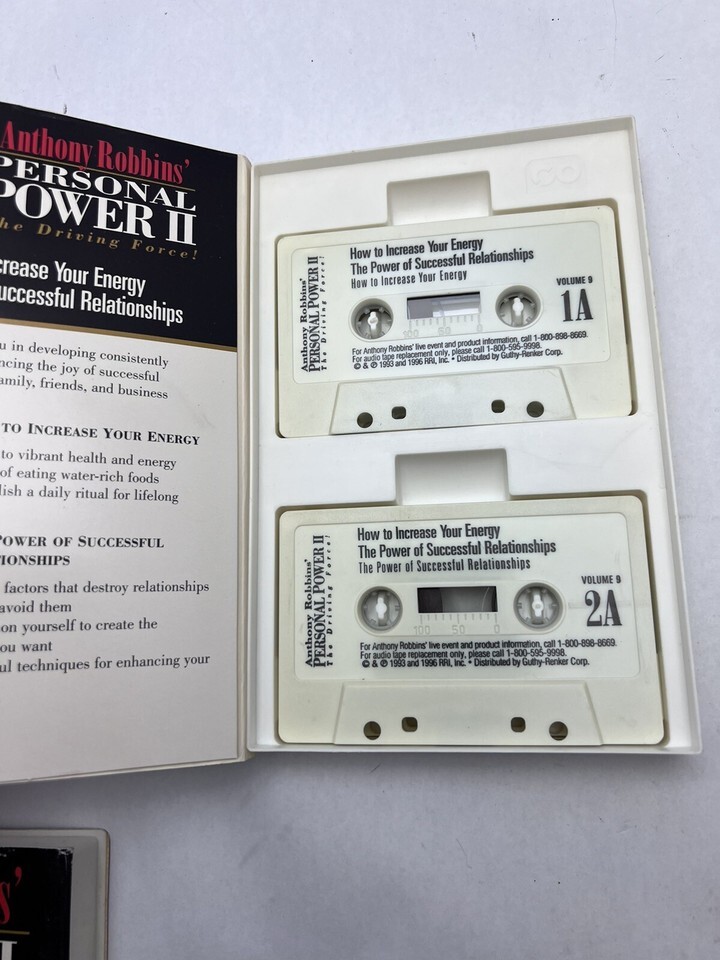 Anthony Robbins'
PERSONAL
POWER II
The Driving Force!
crease Your Energy
uccessful Relationships
u in developing consistently
ncing the joy of successful
amily, friends, and business
TO INCREASE YOUR ENERGY
to vibrant health and energy
of eating water-rich foods
lish a daily ritual for lifelong
POWER OF SUCCESSFUL
TIONSHIPS
factors that destroy relationships
avoid them
on yourself to create the
ou want
ul techniques for enhancing your
Anthony Robbins'
PERSONAL POWER II
The Driving Force!
How to Increase Your Energy
The Power of Successful Relationships
How to Increase Your Energy
VOLUME 9
1A
100 50 0
For Anthony Robbins' live event and product information, call 1-800-898-8669.
For audio tape replacement only, please call 1-800-595-9998.
© & ℗ 1993 and 1996 RRI, Inc. • Distributed by Guthy-Renker Corp.
Anthony Robbins'
PERSONAL POWER II
The Driving Force!
How to Increase Your Energy
The Power of Successful Relationships
The Power of Successful Relationships
VOLUME 9
2A
100 50 0
For Anthony Robbins' live event and product information, call 1-800-898-8669.
For audio tape replacement only, please call 1-800-595-9998.
© & ℗ 1993 and 1996 RRI, Inc. • Distributed by Guthy-Renker Corp.
s'